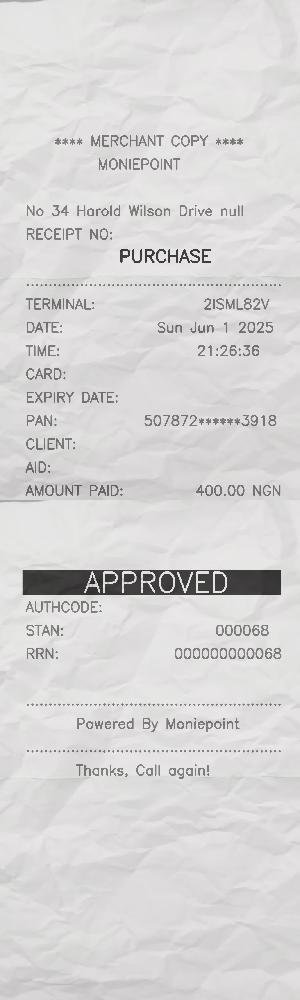 **** MERCHANT COPY ****
MONIEPOINT
No 34 Harold Wilson Drive null
RECEIPT NO:
PURCHASE
TERMINAL: 2ISML82V
DATE: Sun Jun 1 2025
TIME: 21:26:36
CARD:
EXPIRY DATE:
PAN: 507872******3918
CLIENT:
AID:
AMOUNT PAID: 400.00 NGN
APPROVED
AUTHCODE:
STAN: 000068
RRN: 000000000068
Powered By Moniepoint
Thanks, Call again!